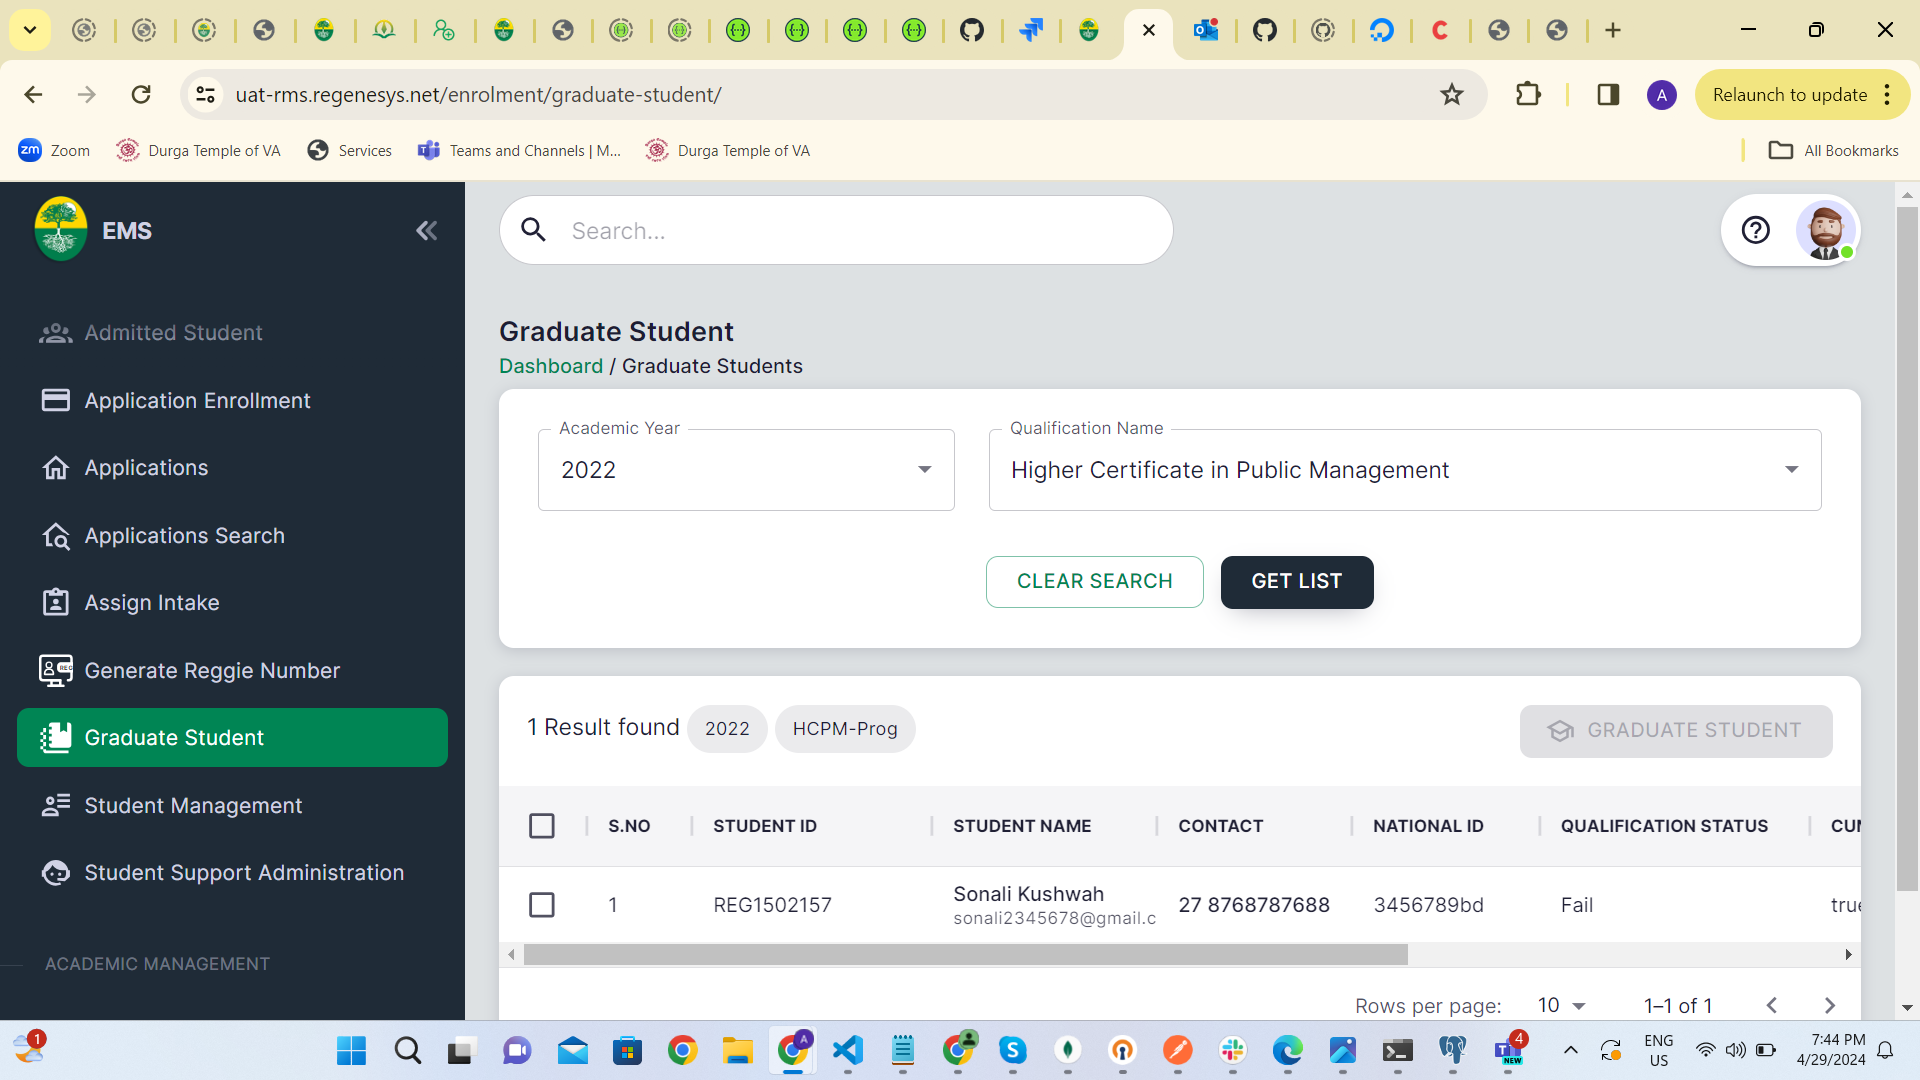 A
Relaunch to update
uat-rms.regenesys.net/enrolment/graduate-student/
zm Zoom
Durga Temple of VA
Services
Teams and Channels | M...
Durga Temple of VA
All Bookmarks
EMS
Search...
Admitted Student
Application Enrollment
Applications
Applications Search
Assign Intake
Generate Reggie Number
Graduate Student
Student Management
Student Support Administration
ACADEMIC MANAGEMENT
Graduate Student
Dashboard / Graduate Students
Academic Year
2022
Qualification Name
Higher Certificate in Public Management
CLEAR SEARCH
GET LIST
1 Result found 2022 HCPM-Prog
GRADUATE STUDENT
S.NO STUDENT ID STUDENT NAME CONTACT NATIONAL ID QUALIFICATION STATUS
1 REG1502157 Sonali Kushwah 27 8768787688 3456789bd Fail true
sonali2345678@gmail.c
Rows per page: 10 1–1 of 1
1
A
4
NEW
ENG
US
7:44 PM
4/29/2024